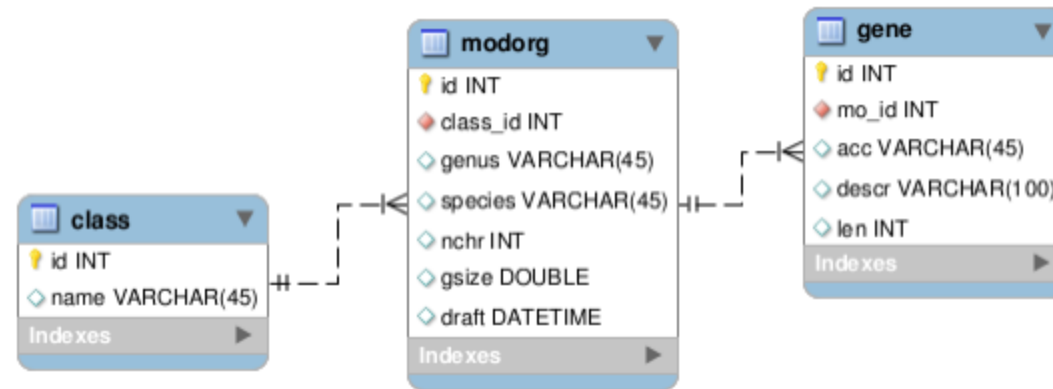 class
id INT
name VARCHAR(45)
Indexes
modorg
id INT
class_id INT
genus VARCHAR(45)
species VARCHAR(45)
nchr INT
gsize DOUBLE
draft DATETIME
Indexes
gene
id INT
mo_id INT
acc VARCHAR(45)
descr VARCHAR(100)
len INT
Indexes